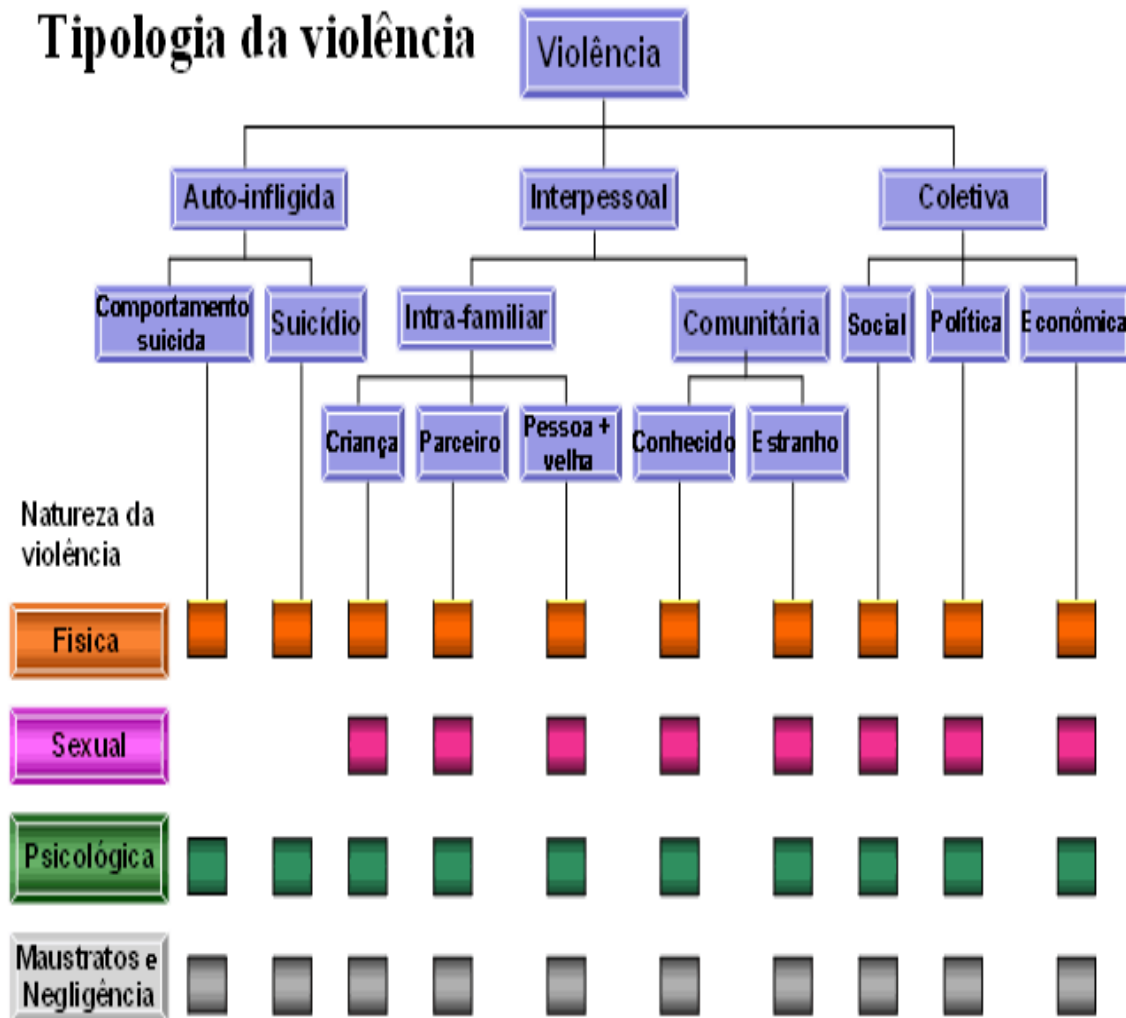 Tipologia da violência
Violência
Auto-infligida
Interpessoal
Coletiva
Comportamento
suicida
Suicídio
Intra-familiar
Comunitária
Social
Política
Econômica
Criança
Parceiro
Pessoa +
velha
Conhecido
Estranho
Natureza da
violência
Fisica
Sexual
Psicológica
Maustratos e
Negligência